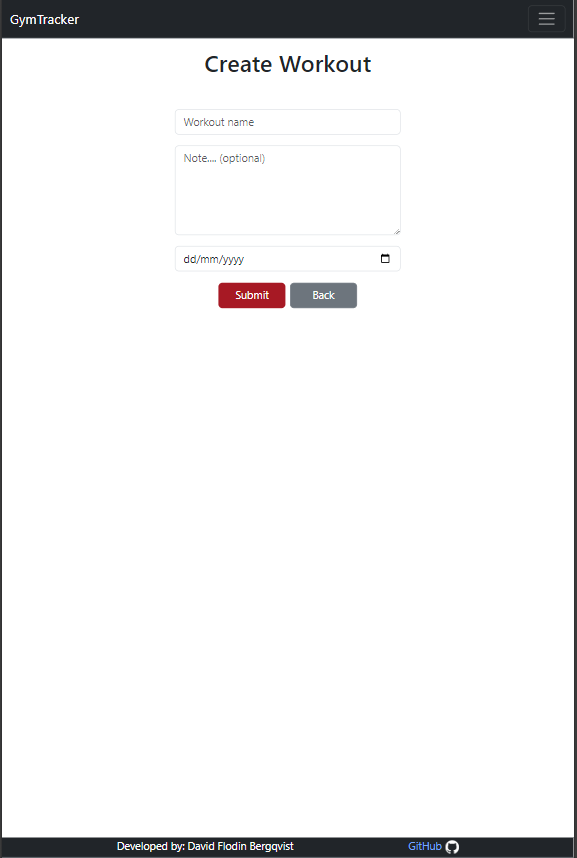 GymTracker
Create Workout
Workout name
Note.... (optional)
dd/mm/yyyy
Submit Back
Developed by: David Flodin Bergqvist GitHub